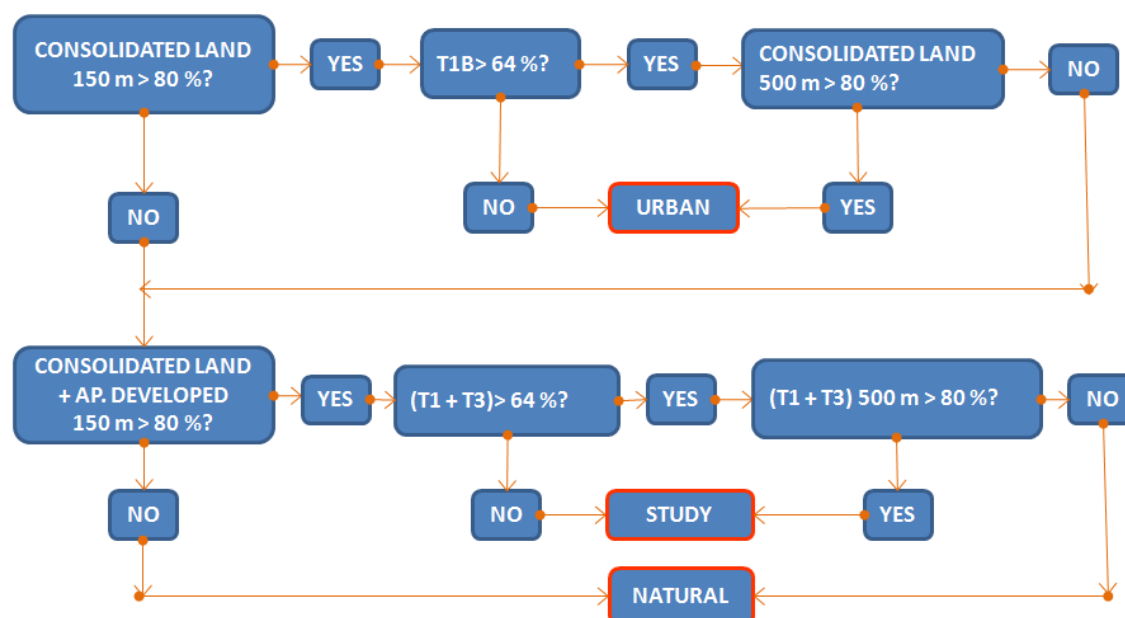 CONSOLIDATED LAND
150 m > 80 %?
YES
T1B> 64 %?
YES
CONSOLIDATED LAND
500 m > 80 %?
NO
NO
NO
URBAN
YES
CONSOLIDATED LAND
+ AP. DEVELOPED
150 m > 80 %?
YES
(T1 + T3)> 64 %?
YES
(T1 + T3) 500 m > 80 %?
NO
NO
NO
STUDY
YES
NATURAL